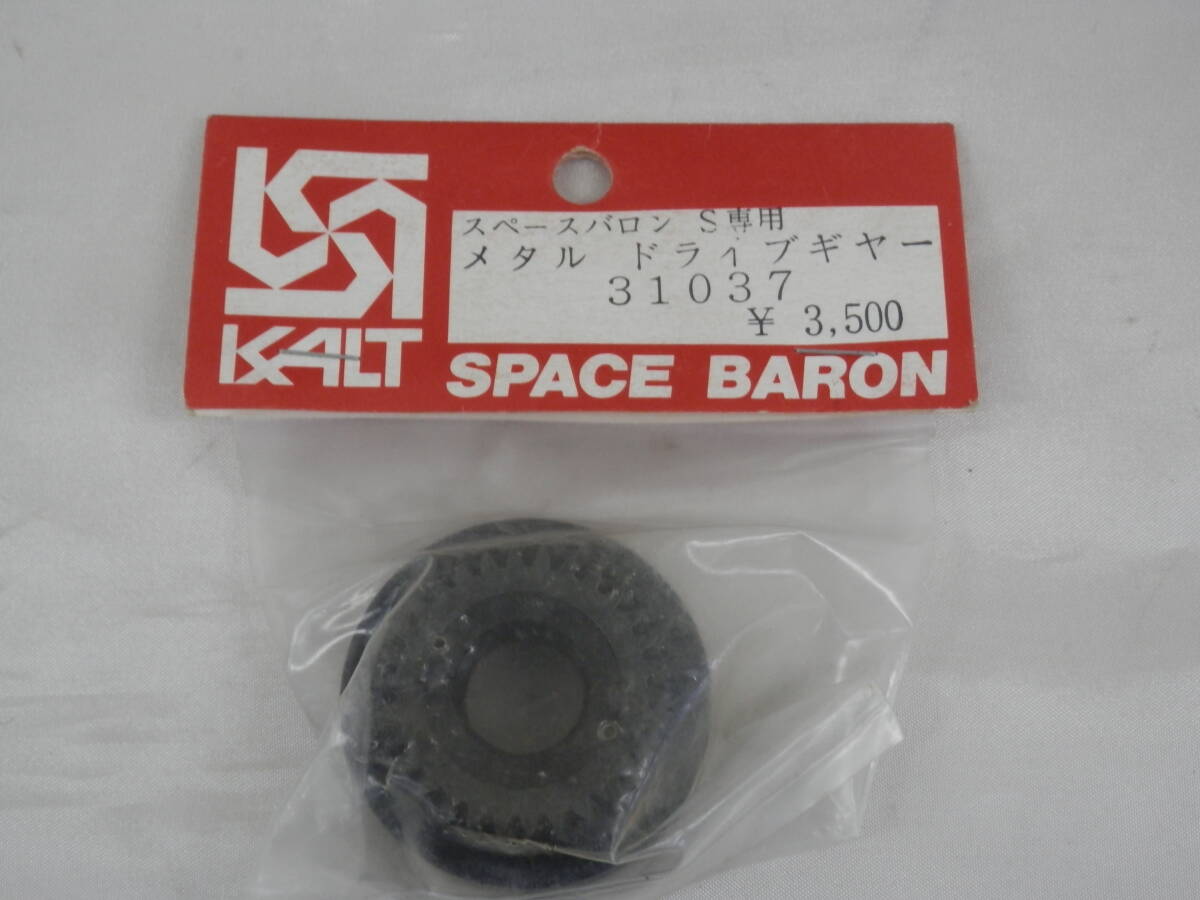 スペースバロン S専用
メタル ドライブギヤー
31037
¥ 3,500
KALT
SPACE BARON